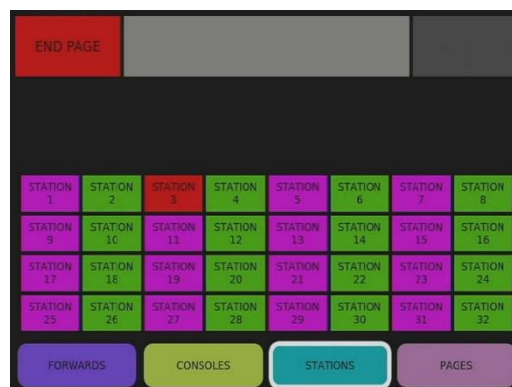 END PAGE
STATION 1
STATION 2
STATION 3
STATION 4
STATION 5
STATION 6
STATION 7
STATION 8
STATION 9
STATION 10
STATION 11
STATION 12
STATION 13
STATION 14
STATION 15
STATION 16
STATION 17
STATION 18
STATION 19
STATION 20
STATION 21
STATION 22
STATION 23
STATION 24
STATION 25
STATION 26
STATION 27
STATION 28
STATION 29
STATION 30
STATION 31
STATION 32
FORWARDS
CONSOLES
STATIONS
PAGES